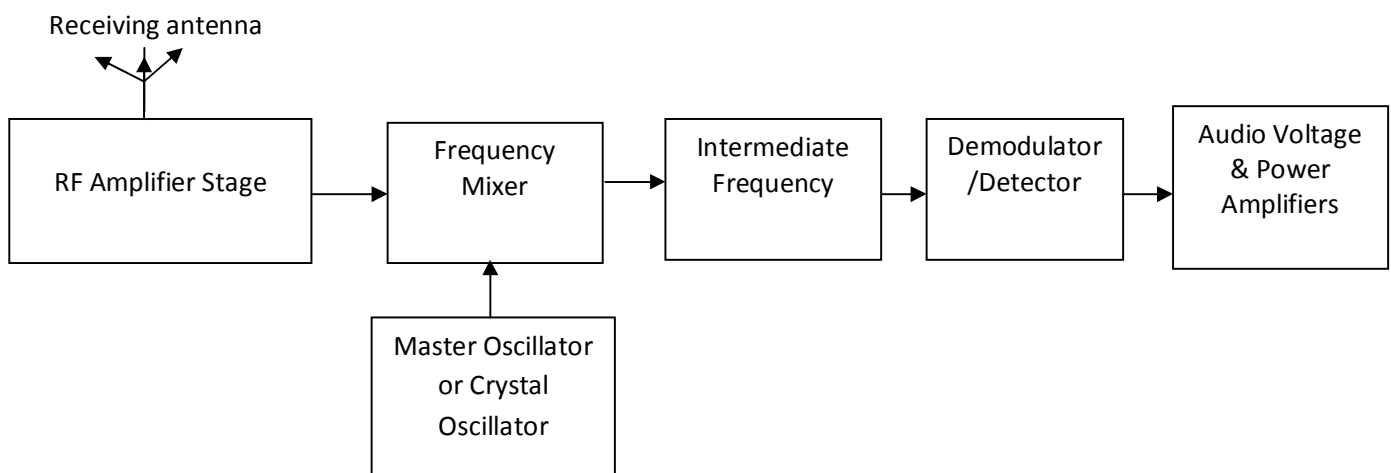 Receiving antenna
RF Amplifier Stage
Frequency
Mixer
Intermediate
Frequency
Demodulator
/Detector
Audio Voltage
& Power
Amplifiers
Master Oscillator
or Crystal
Oscillator